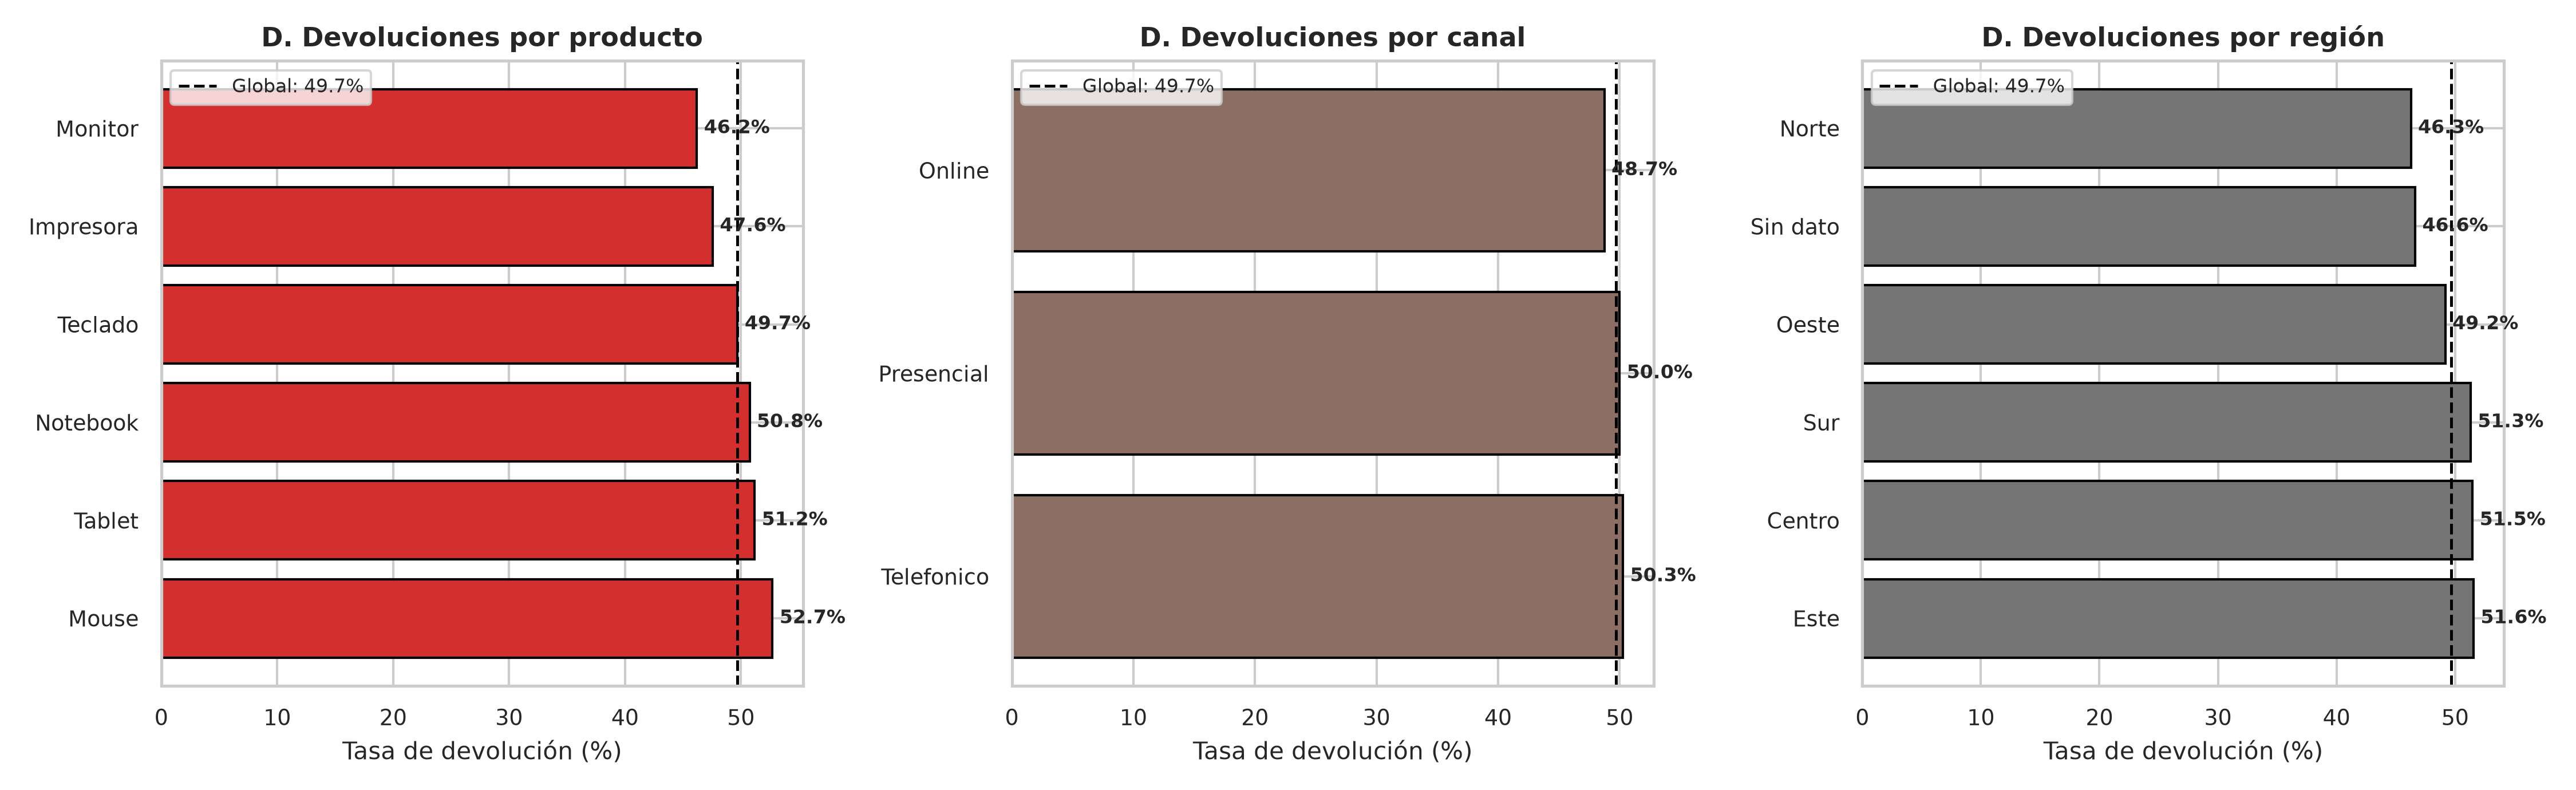 D. Devoluciones por producto
Global: 49.7%
Monitor
46.2%
Impresora
47.6%
Teclado
49.7%
Notebook
50.8%
Tablet
51.2%
Mouse
52.7%
0 10 20 30 40 50
Tasa de devolución (%)
D. Devoluciones por canal
Global: 49.7%
Online
48.7%
Presencial
50.0%
Telefonico
50.3%
0 10 20 30 40 50
Tasa de devolución (%)
D. Devoluciones por región
Global: 49.7%
Norte
46.3%
Sin dato
46.6%
Oeste
49.2%
Sur
51.3%
Centro
51.5%
Este
51.6%
0 10 20 30 40 50
Tasa de devolución (%)